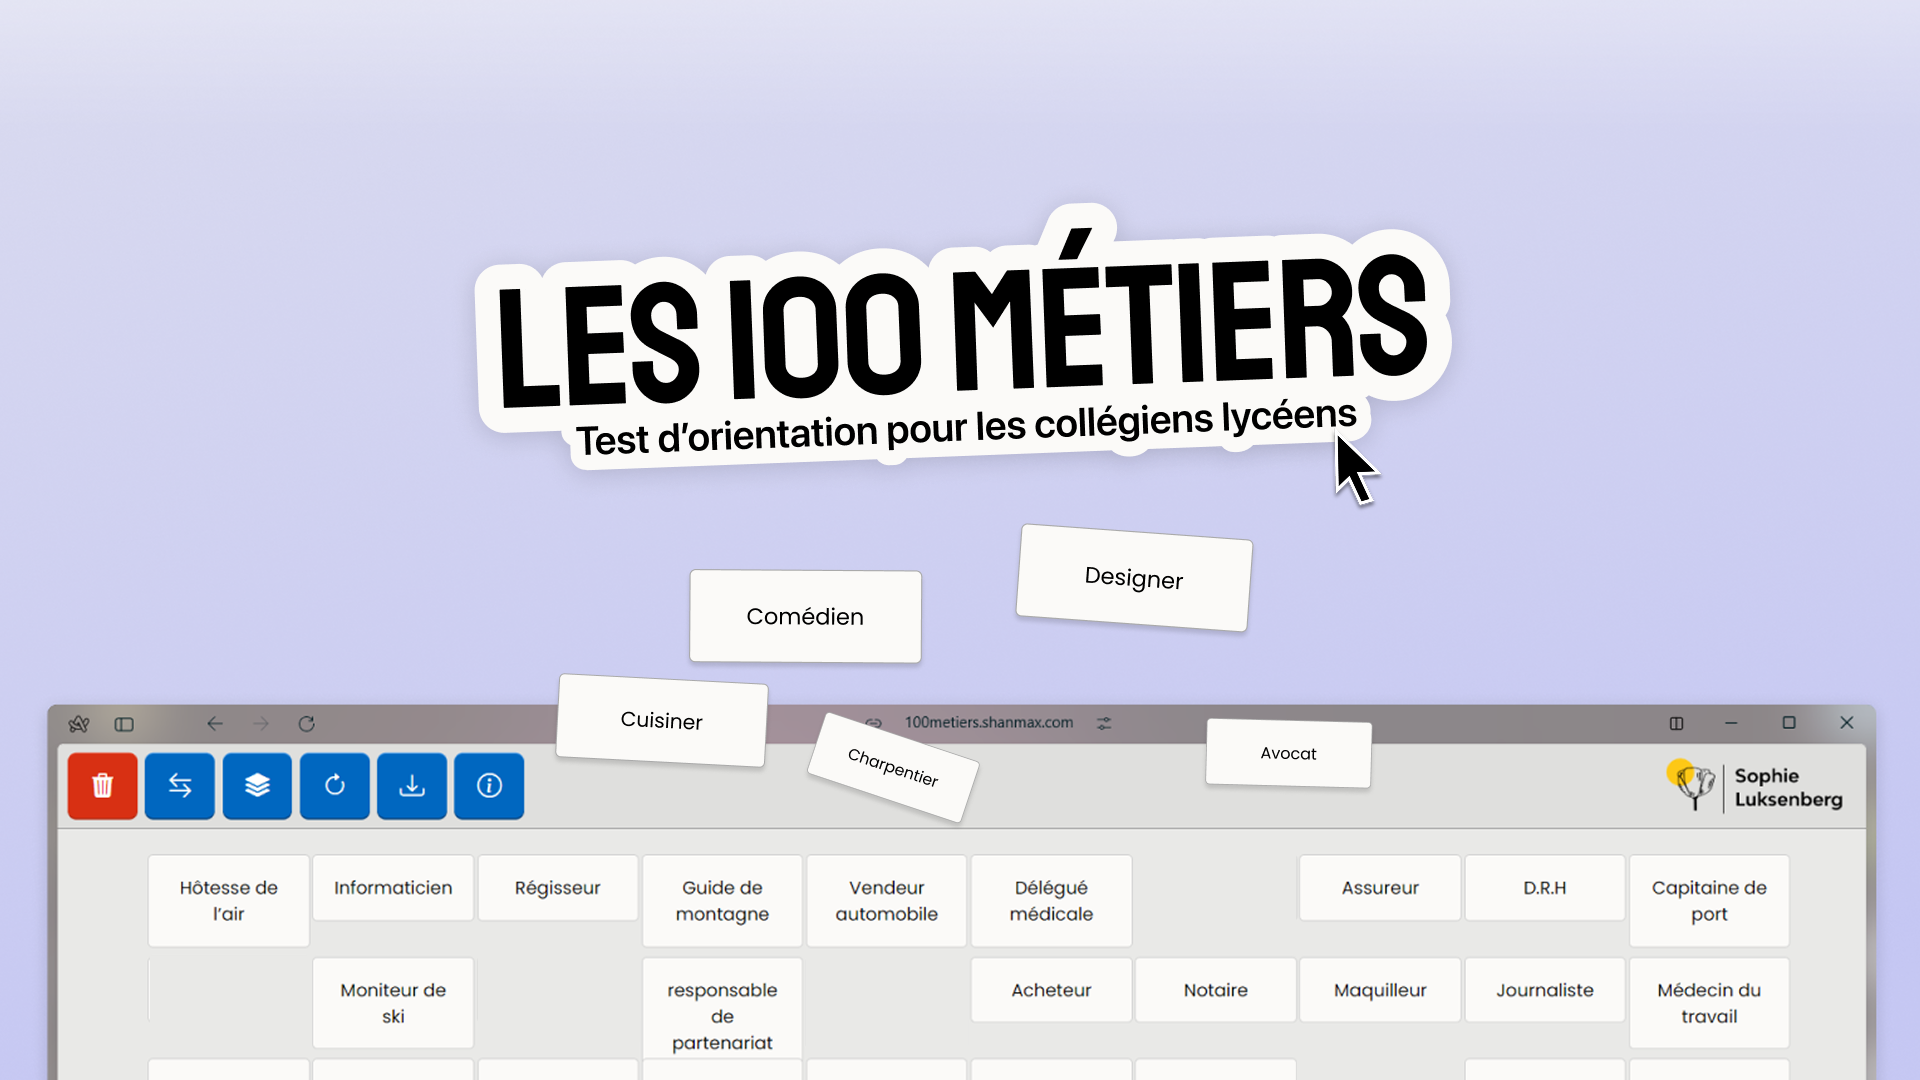 LES 100 MÉTIERS
Test d'orientation pour les collégiens lycéens
Designer
Comédien
Cuisiner
Charpentier
Avocat
100metiers.shanmax.com
Sophie
Luksenberg
Hôtesse de
l'air
Informaticien
Régisseur
Guide de
montagne
Vendeur
automobile
Délégué
médicale
Assureur
D.R.H
Capitaine de
port
Moniteur de
ski
responsable
de
partenariat
Acheteur
Notaire
Maquilleur
Journaliste
Médecin du
travail